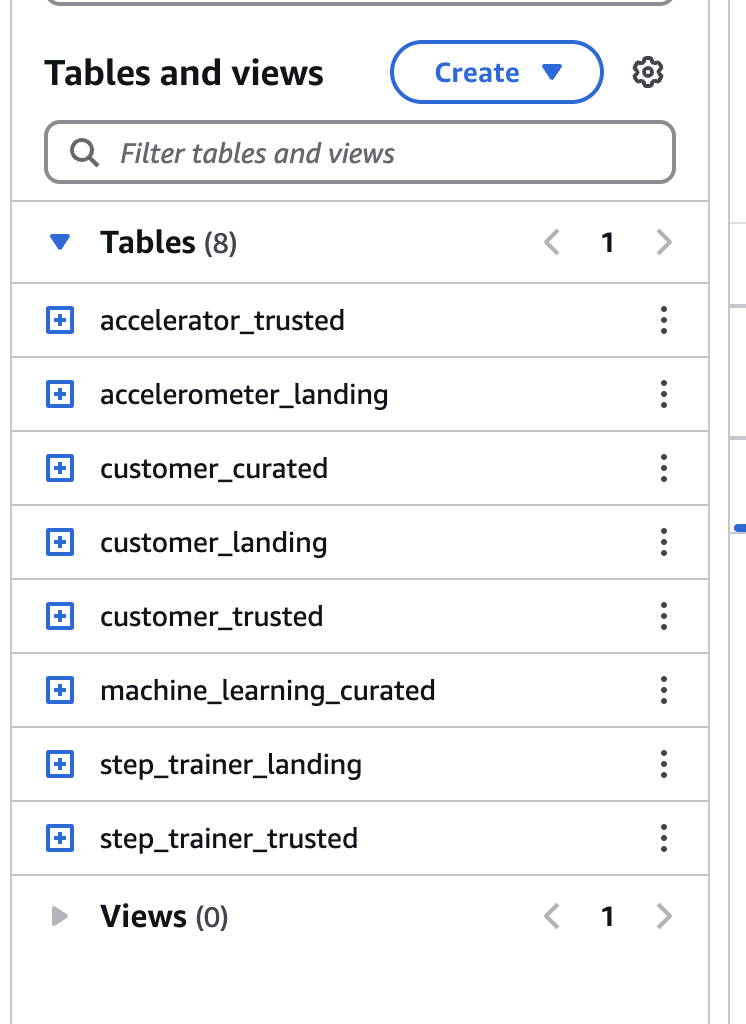 Tables and views Create
Filter tables and views
Tables (8) 1
accelerator_trusted
accelerometer_landing
customer_curated
customer_landing
customer_trusted
machine_learning_curated
step_trainer_landing
step_trainer_trusted
Views (0) 1